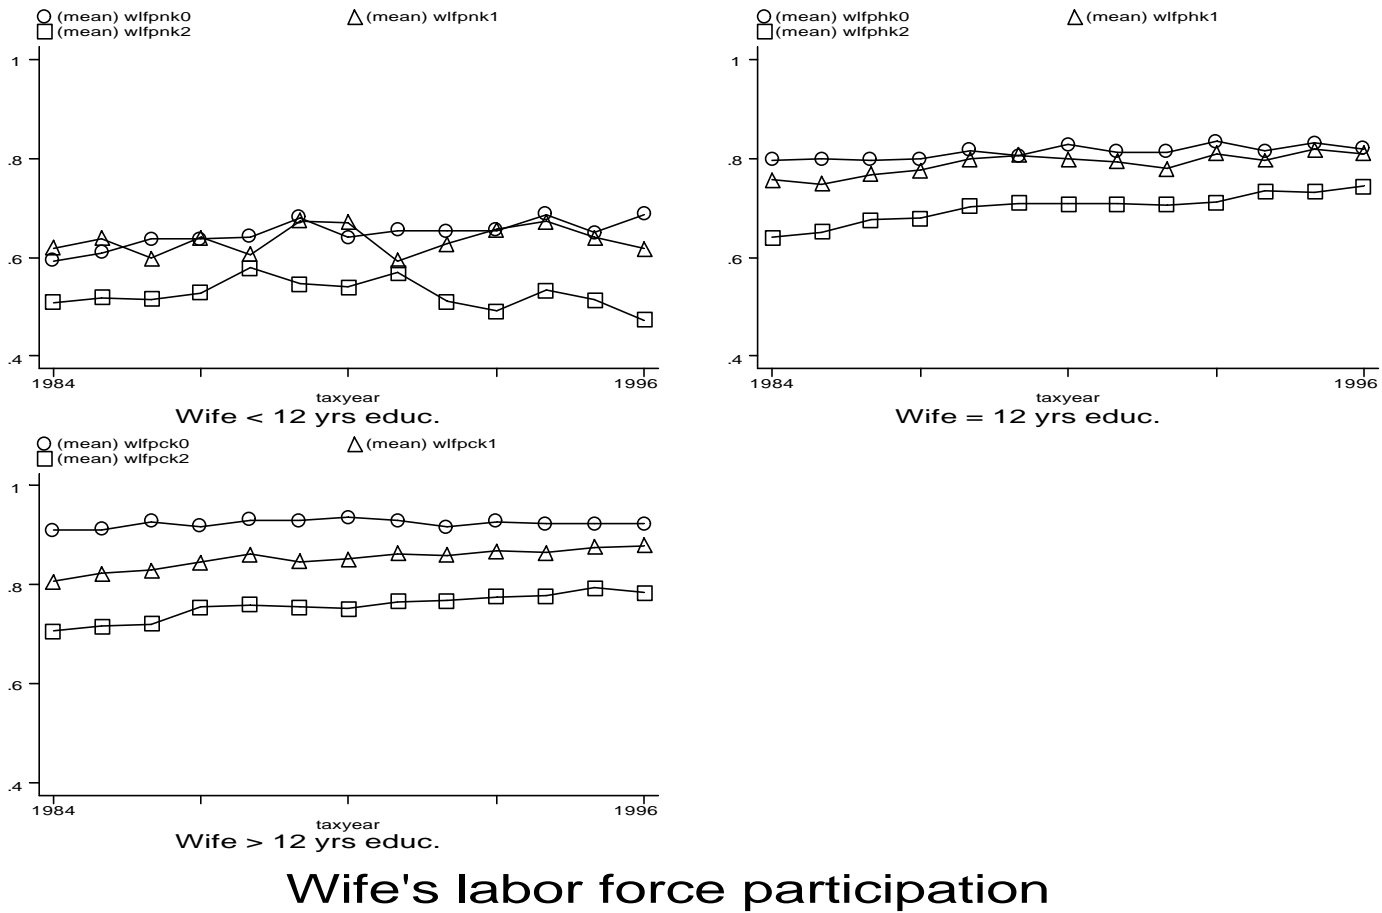 (mean) wlfpnk0 (mean) wlfpnk1
(mean) wlfpnk2
1
.8
.6
.4
1984 1996
taxyear
Wife < 12 yrs educ.
(mean) wlfphk0 (mean) wlfphk1
(mean) wlfphk2
1
.8
.6
.4
1984 1996
taxyear
Wife = 12 yrs educ.
(mean) wlfpck0 (mean) wlfpck1
(mean) wlfpck2
1
.8
.6
.4
1984 1996
taxyear
Wife > 12 yrs educ.
Wife's labor force participation